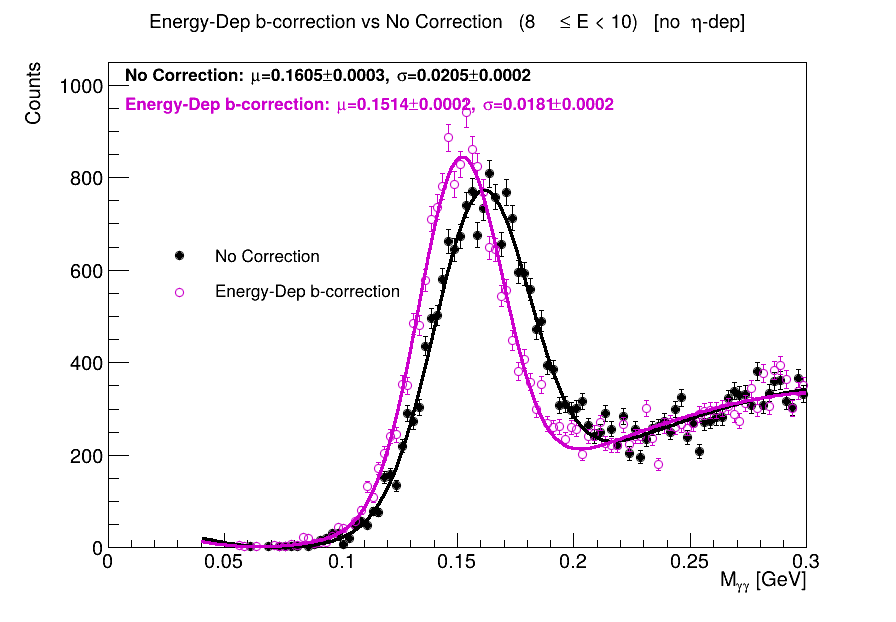 Energy-Dep b-correction vs No Correction (8 ≤ E < 10) [no η-dep]
Counts
No Correction: μ=0.1605±0.0003, σ=0.0205±0.0002
Energy-Dep b-correction: μ=0.1514±0.0002, σ=0.0181±0.0002
1000
800
600
400
200
0
No Correction
Energy-Dep b-correction
0 0.05 0.1 0.15 0.2 0.25 0.3
Mγγ [GeV]